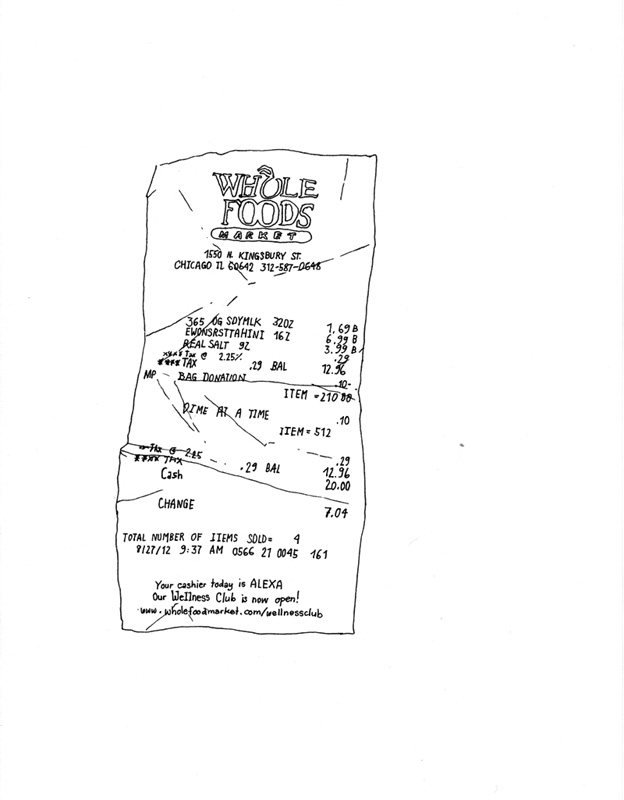 WHOLE
FOODS
MARKET
1550 N. KINGSBURY ST.
CHICAGO IL 60642 312-587-0648
365 OG SOYMLK 32OZ 1.69 B
EWDNSRSTTAHINI 16Z 6.99 B
REAL SALT 9Z 3.99 B
**** Tax @ 2.25% .29
**** TAX .29 BAL 12.96
MP BAG DONATION .10-
ITEM = 21000
DIME AT A TIME .10
ITEM = 512
Tax @ 2.25 .29
**** TAX .29 BAL 12.96
Cash 20.00
CHANGE 7.04
TOTAL NUMBER OF ITEMS SOLD = 4
8/27/12 9:37 AM 0566 27 0045 161
Your cashier today is ALEXA
Our Wellness Club is now open!
www.wholefoodmarket.com/wellnessclub